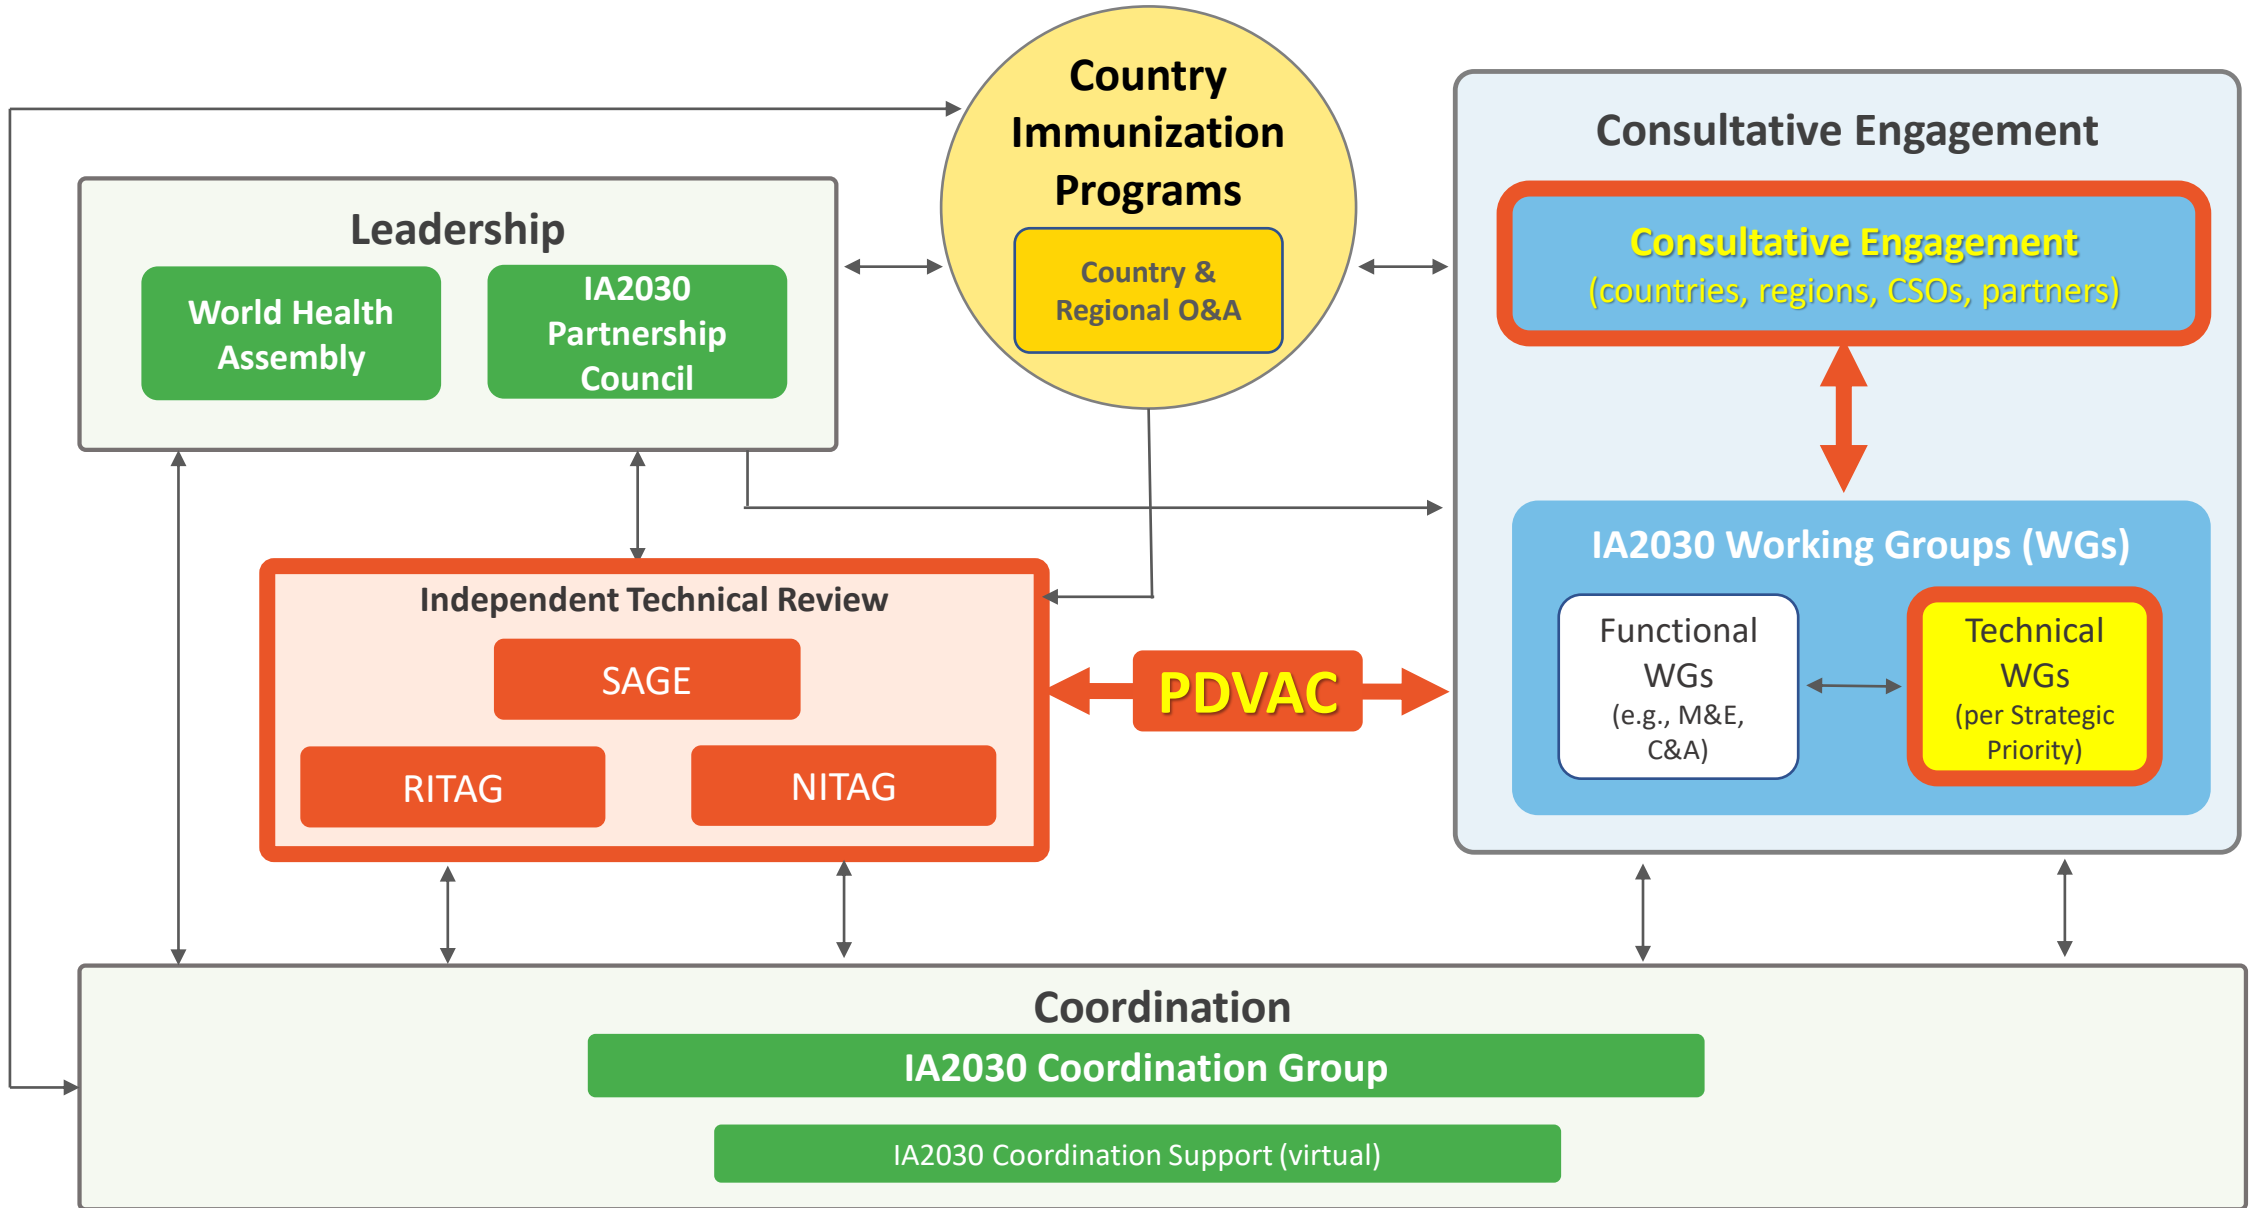 Country
Immunization
Programs
Country &
Regional O&A
Leadership
World Health
Assembly
IA2030
Partnership
Council
Consultative Engagement
Consultative Engagement
(countries, regions, CSOs, partners)
IA2030 Working Groups (WGs)
Functional
WGs
(e.g., M&E,
C&A)
Technical
WGs
(per Strategic
Priority)
Independent Technical Review
SAGE
RITAG
NITAG
PDVAC
Coordination
IA2030 Coordination Group
IA2030 Coordination Support (virtual)